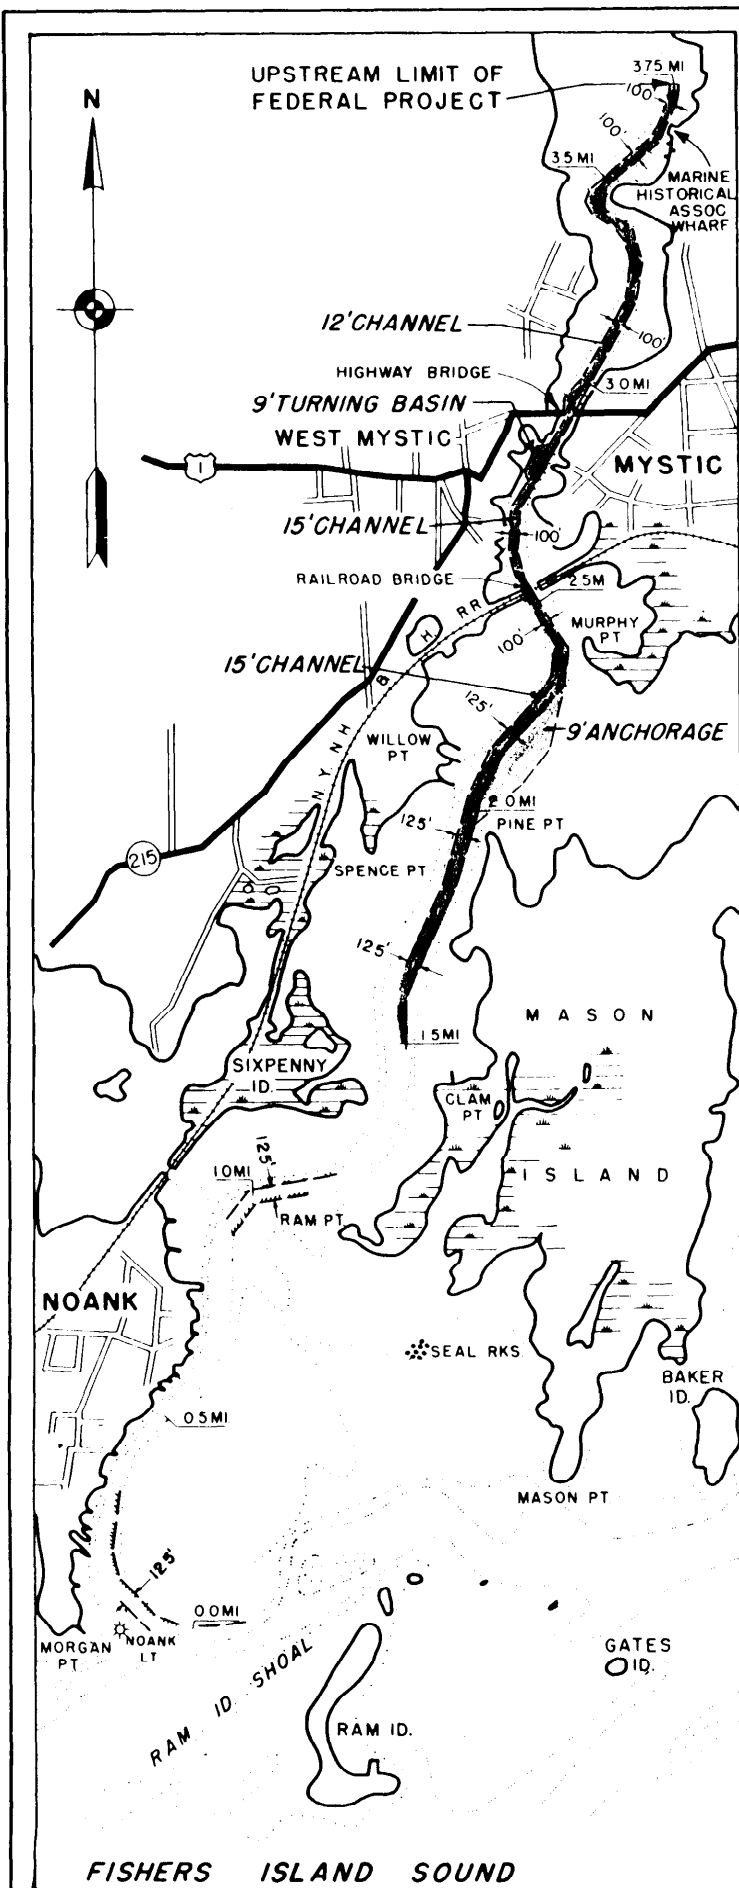 3.75 MI
UPSTREAM LIMIT OF
FEDERAL PROJECT
N
100'
100'
3.5 MI
MARINE
HISTORICAL
ASSOC
WHARF
12' CHANNEL
100'
HIGHWAY BRIDGE
3.0 MI
9' TURNING BASIN
WEST MYSTIC
1
MYSTIC
15' CHANNEL
100'
RAILROAD BRIDGE
2.5 M
N Y N H & H RR
MURPHY
PT
100'
15' CHANNEL
125'
9' ANCHORAGE
WILLOW
PT
2.0 MI
125'
PINE PT
215
SPENCE PT
125'
MASON
1.5 MI
SIXPENNY
ID.
CLAM
PT
125'
1.0 MI
ISLAND
RAM PT
NOANK
SEAL RKS
BAKER
ID.
0.5 MI
MASON PT
125'
0.0 MI
MORGAN
PT
NOANK
LT
GATES
ID.
RAM ID SHOAL
RAM ID.
FISHERS ISLAND SOUND